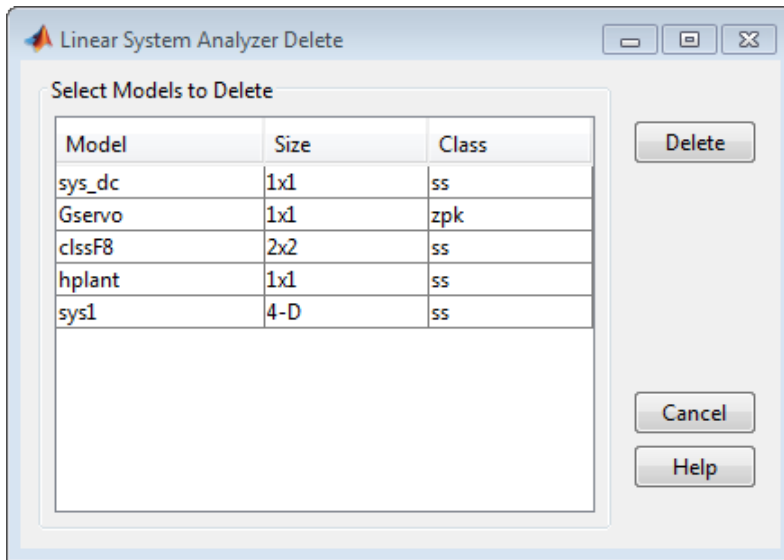 Linear System Analyzer Delete
Select Models to Delete
Model Size Class
sys_dc 1x1 ss
Gservo 1x1 zpk
clssF8 2x2 ss
hplant 1x1 ss
sys1 4-D ss
Delete
Cancel
Help